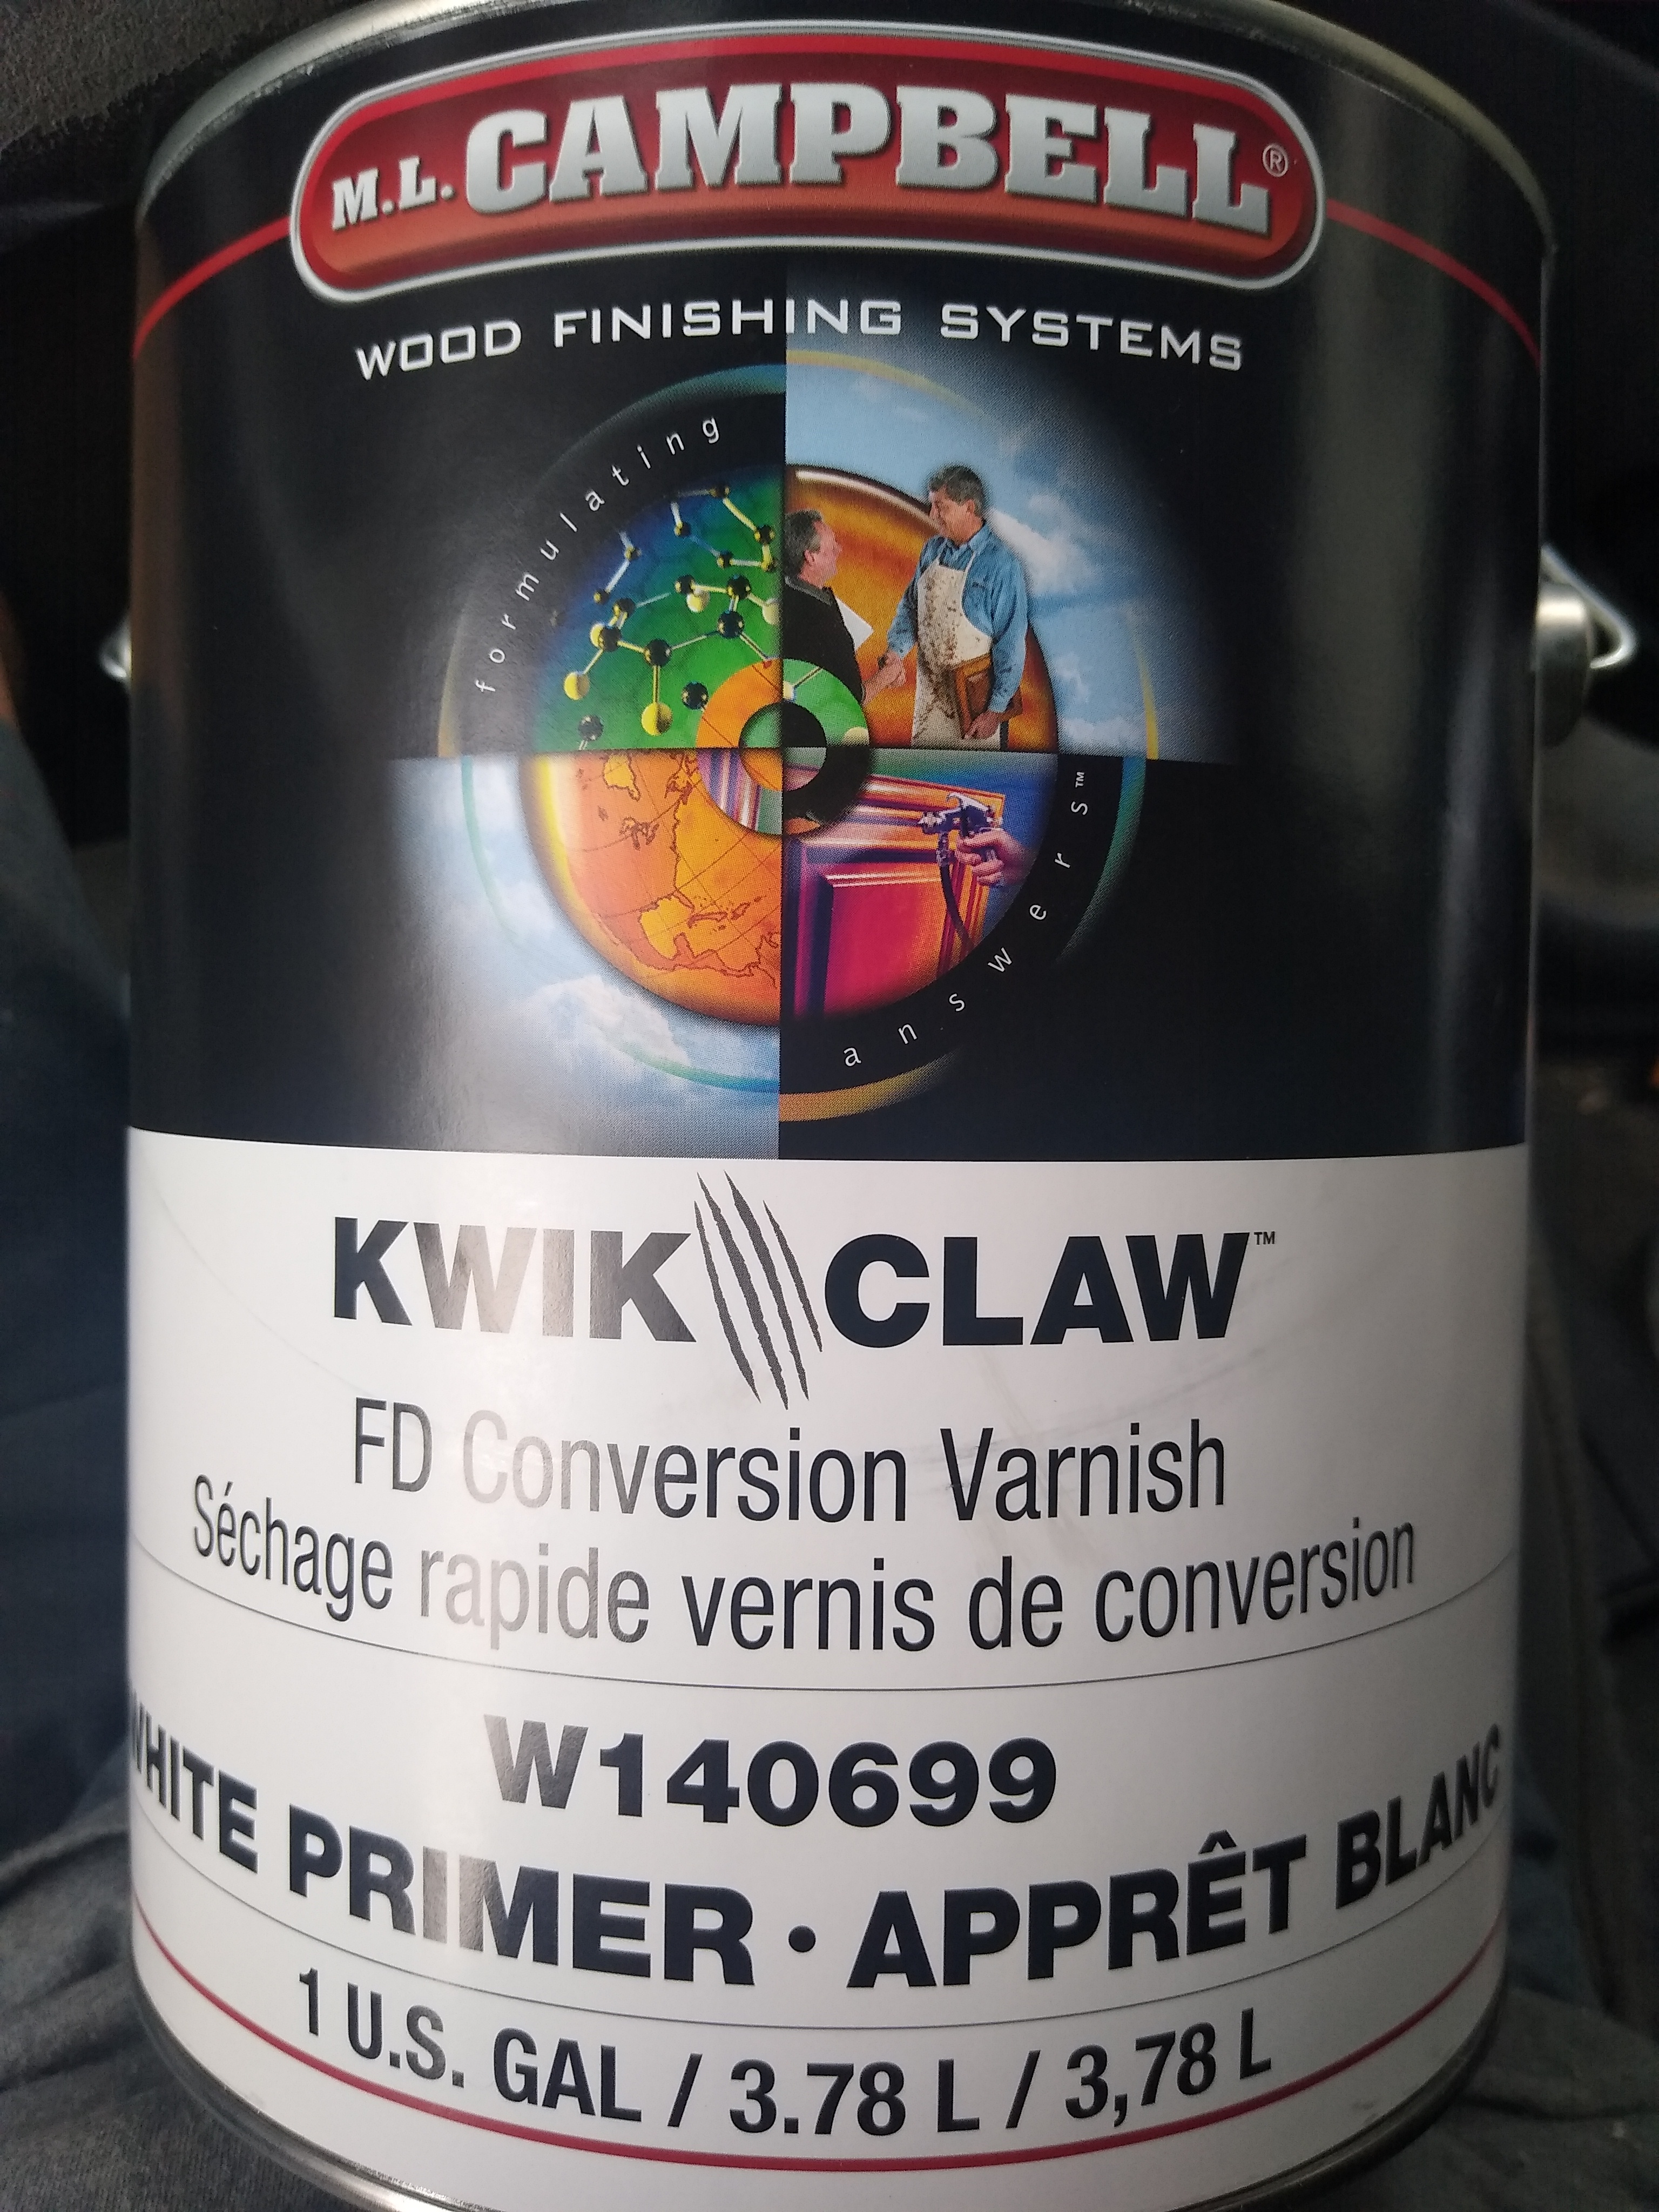 M.L. CAMPBELL®
WOOD FINISHING SYSTEMS
formulating
answers™
KWIK CLAW™
FD Conversion Varnish
Séchage rapide vernis de conversion
W140699
WHITE PRIMER • APPRÊT BLANC
1 U.S. GAL / 3.78 L / 3,78 L